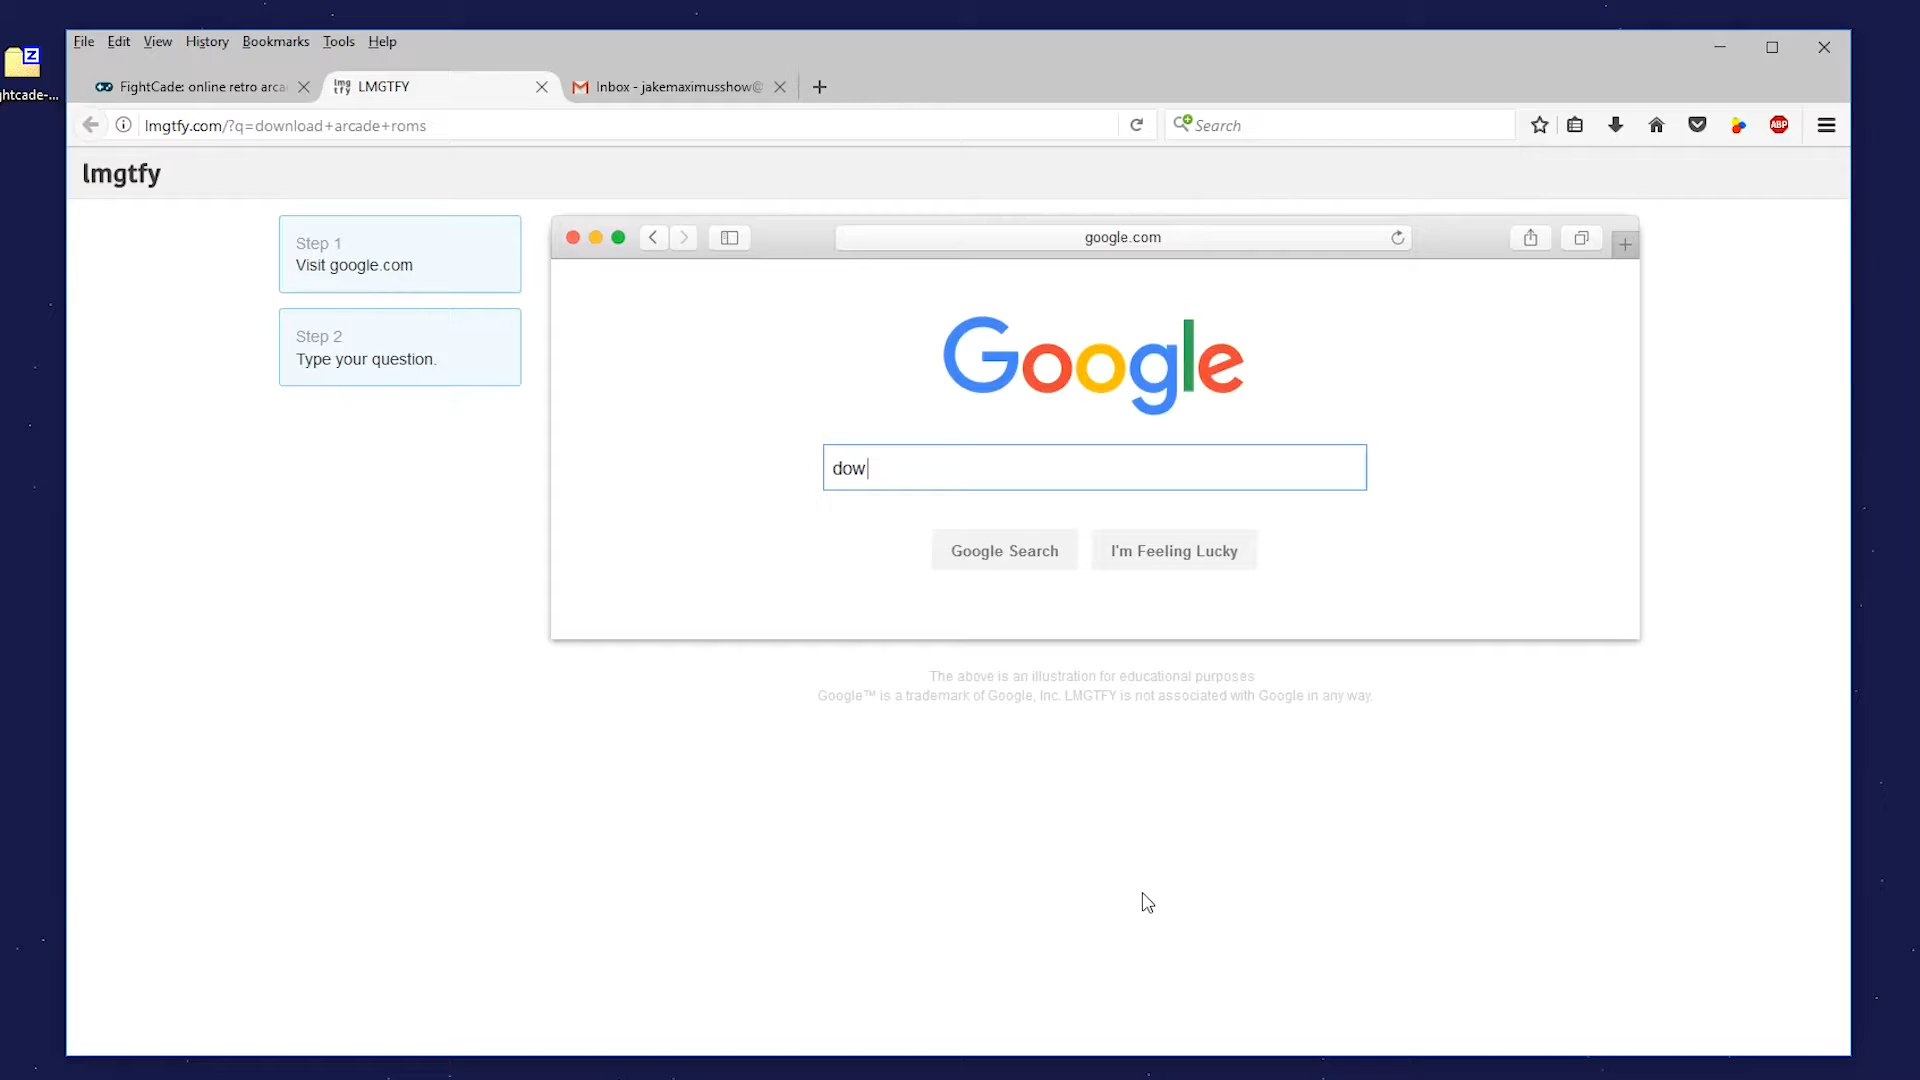 File Edit View History Bookmarks Tools Help
FightCade: online retro arca
LMGTFY
Inbox - jakemaximusshow@
lmgtfy.com/?q=download+arcade+roms
Search
ABP
Z
htcade-...
lmgtfy
Step 1
Visit google.com
Step 2
Type your question.
google.com
Google
dow
Google Search
I'm Feeling Lucky
The above is an illustration for educational purposes
Google™ is a trademark of Google, Inc. LMGTFY is not associated with Google in any way.